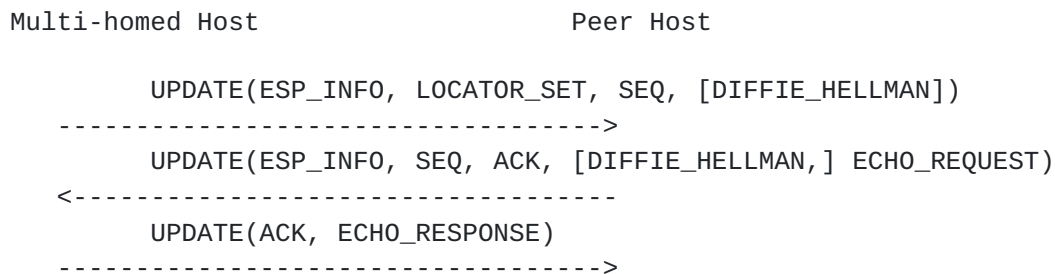 Multi-homed Host Peer Host
UPDATE(ESP_INFO, LOCATOR_SET, SEQ, [DIFFIE_HELLMAN])
----------------------------------->
UPDATE(ESP_INFO, SEQ, ACK, [DIFFIE_HELLMAN,] ECHO_REQUEST)
<-----------------------------------
UPDATE(ACK, ECHO_RESPONSE)
----------------------------------->